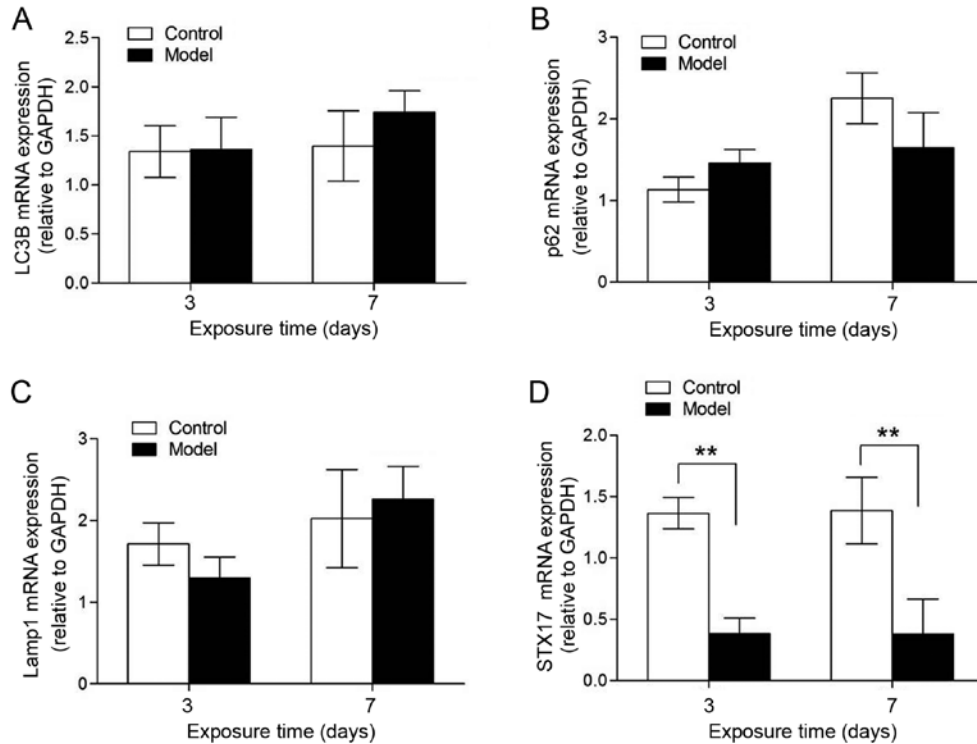 A
Control
Model
LC3B mRNA expression
(relative to GAPDH)
2.5
2.0
1.5
1.0
0.5
0.0
3
7
Exposure time (days)
B
Control
Model
p62 mRNA expression
(relative to GAPDH)
3
2
1
0
3
7
Exposure time (days)
C
Control
Model
Lamp1 mRNA expression
(relative to GAPDH)
3
2
1
0
3
7
Exposure time (days)
D
Control
Model
STX17 mRNA expression
(relative to GAPDH)
2.0
1.5
1.0
0.5
0.0
**
**
3
7
Exposure time (days)